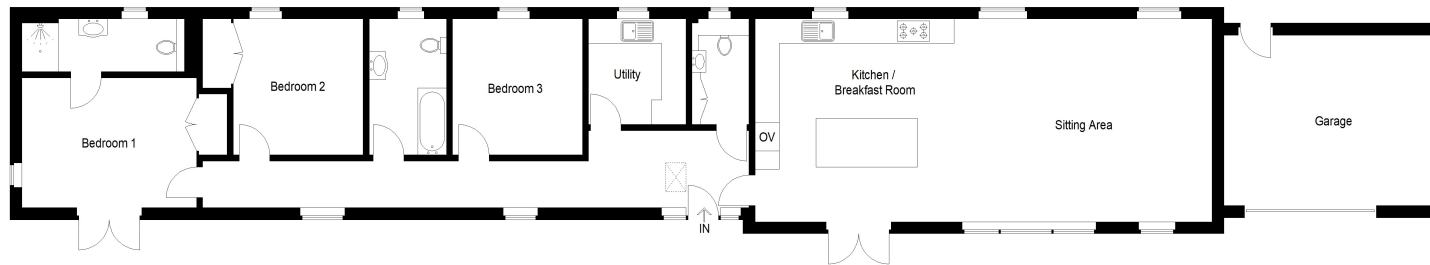 Bedroom 1
Bedroom 2
Bedroom 3
Utility
IN
OV
Kitchen /
Breakfast Room
Sitting Area
Garage